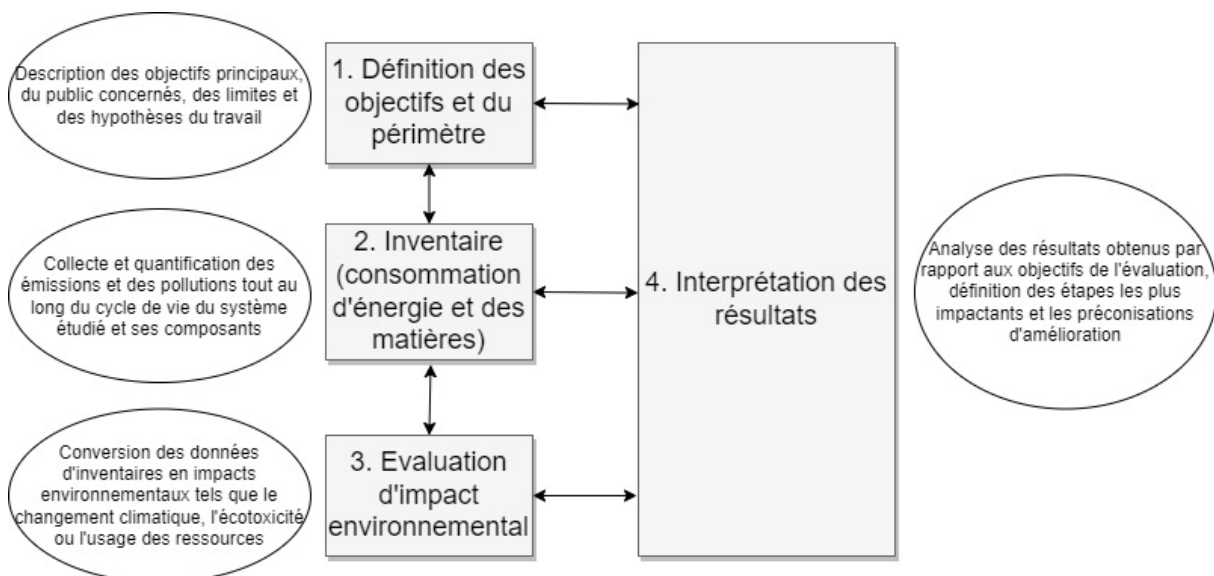 Description des objectifs principaux,
du public concernés, des limites et
des hypothèses du travail
1. Définition des
objectifs et du
périmètre
Collecte et quantification des
émissions et des pollutions tout au
long du cycle de vie du système
étudié et ses composants
2. Inventaire
(consommation
d'énergie et des
matières)
Conversion des données
d'inventaires en impacts
environnementaux tels que le
changement climatique, l'écotoxicité
ou l'usage des ressources
3. Evaluation
d'impact
environnemental
4. Interprétation des
résultats
Analyse des résultats obtenus par
rapport aux objectifs de l'évaluation,
définition des étapes les plus
impactants et les préconisations
d'amélioration